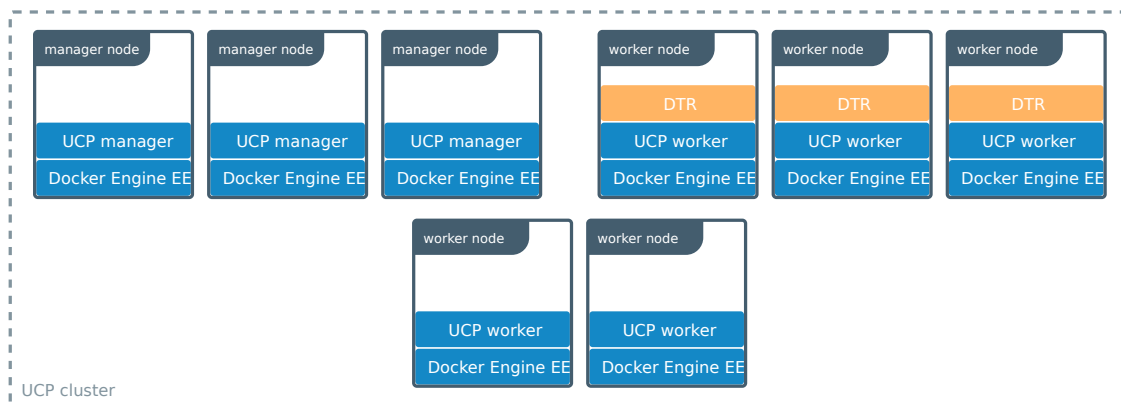 manager node
manager node
manager node
worker node
worker node
worker node
DTR
DTR
DTR
UCP manager
UCP manager
UCP manager
UCP worker
UCP worker
UCP worker
Docker Engine EE
Docker Engine EE
Docker Engine EE
Docker Engine EE
Docker Engine EE
Docker Engine EE
worker node
worker node
UCP worker
UCP worker
Docker Engine EE
Docker Engine EE
UCP cluster